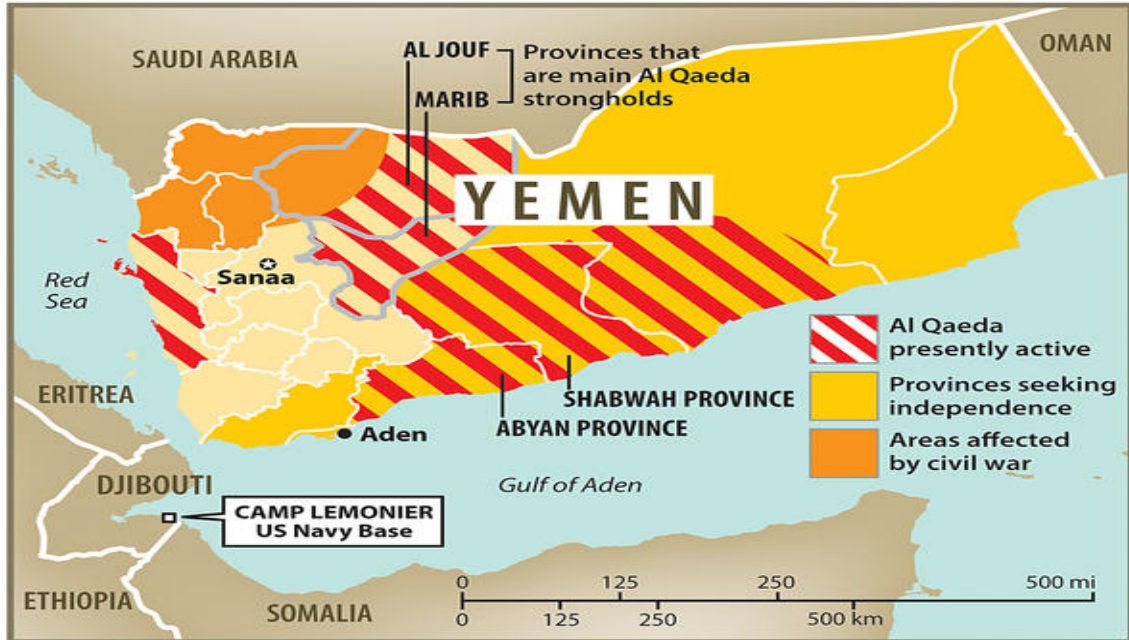 SAUDI ARABIA
AL JOUF
MARIB
Provinces that
are main Al Qaeda
strongholds
OMAN
YEMEN
Sanaa
Red
Sea
ERITREA
Al Qaeda
presently active
Provinces seeking
independence
Areas affected
by civil war
SHABWAH PROVINCE
ABYAN PROVINCE
Aden
Gulf of Aden
DJIBOUTI
CAMP LEMONIER
US Navy Base
ETHIOPIA
SOMALIA
0 125 250 500 mi
0 125 250 500 km